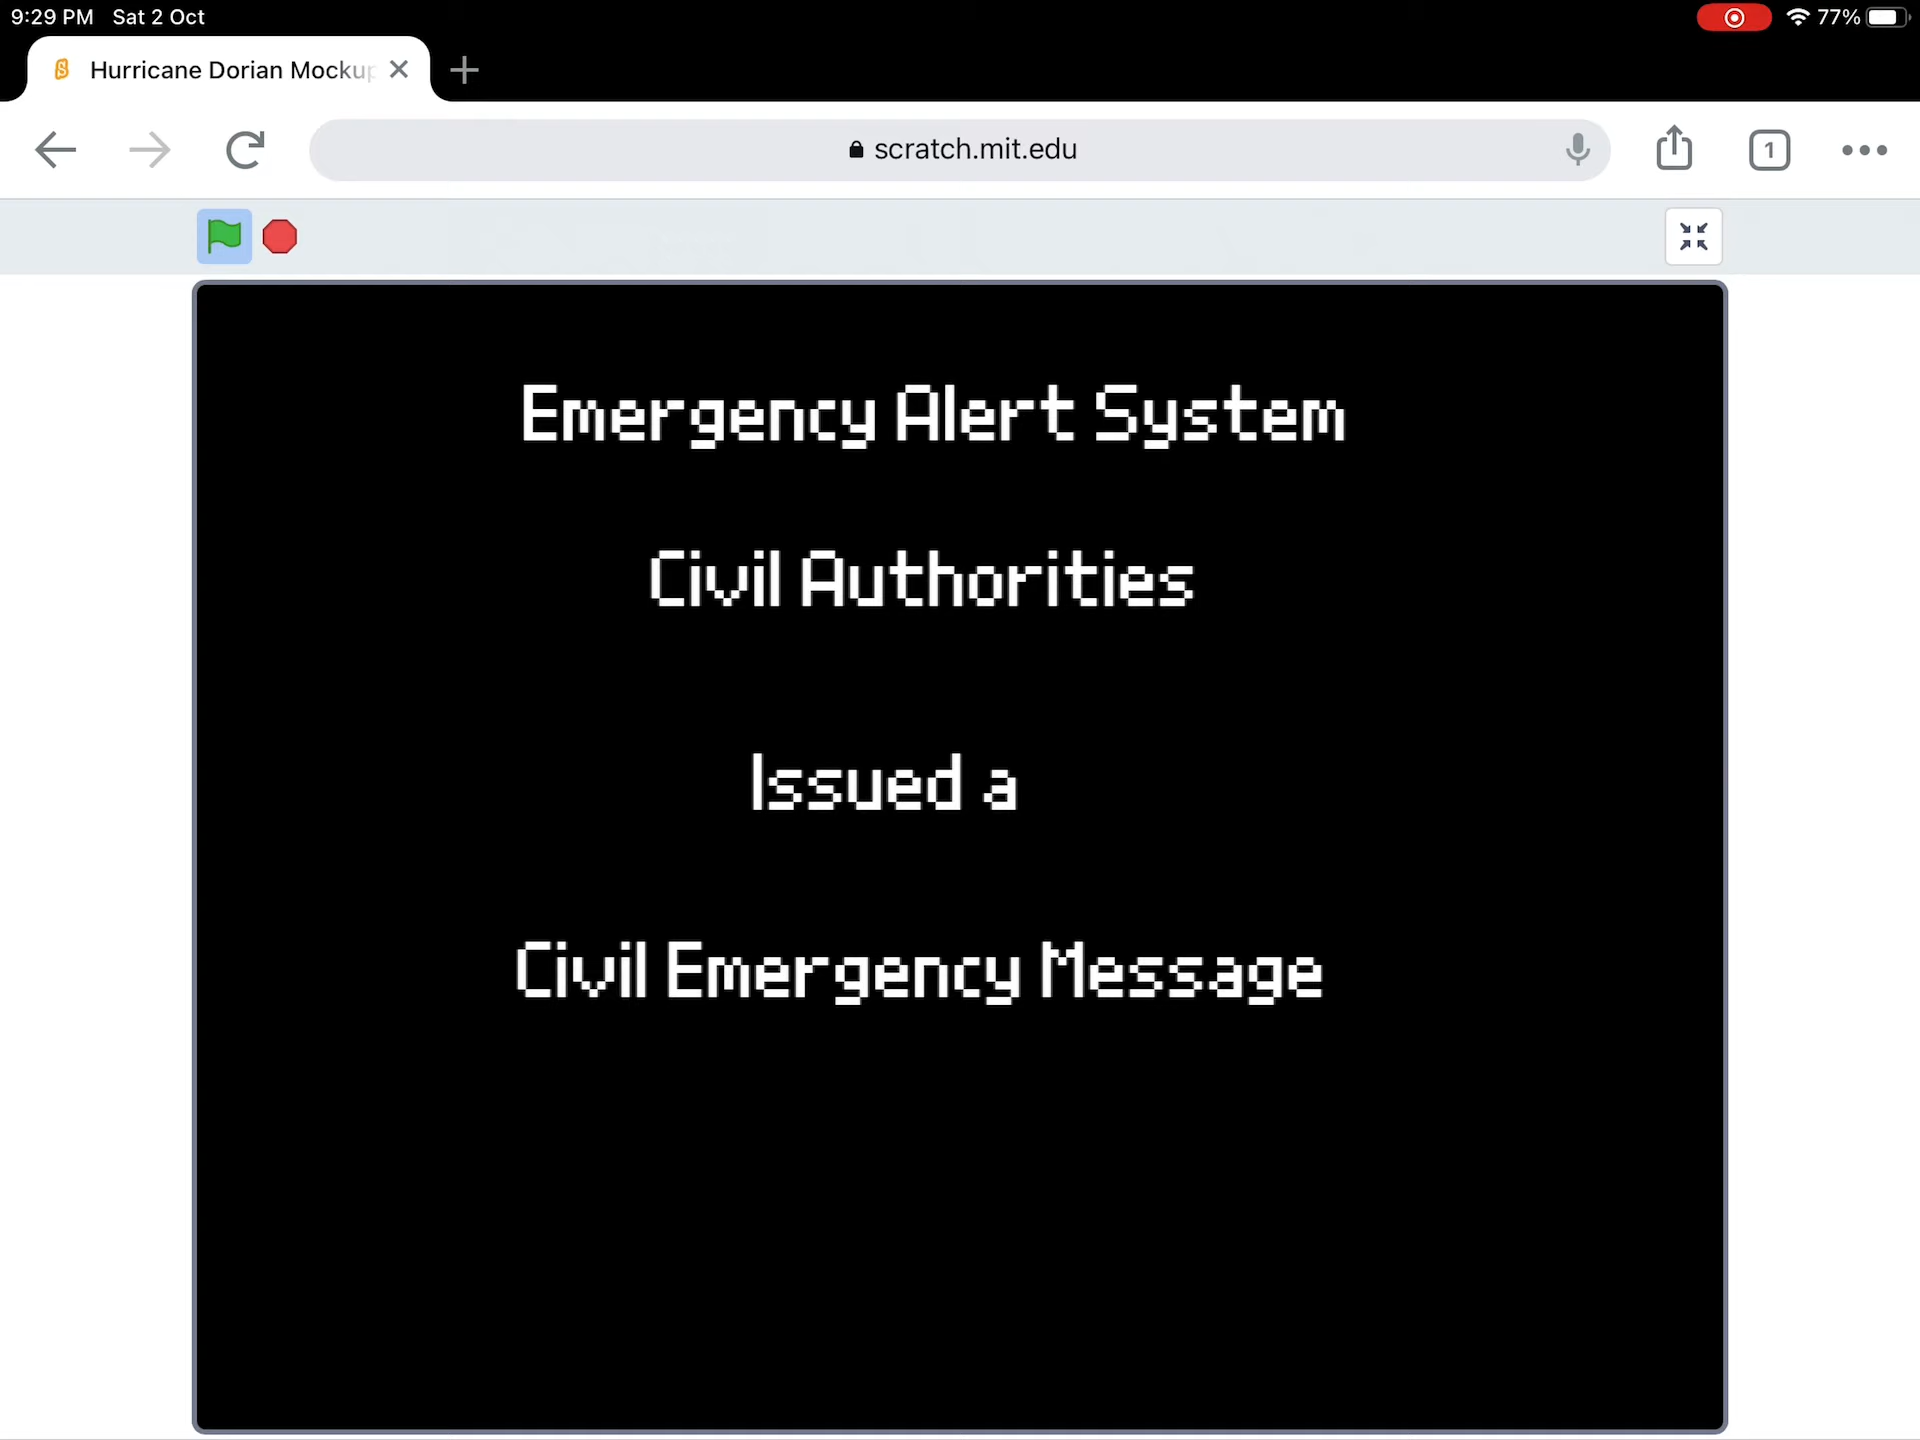 9:29 PM Sat 2 Oct
77%
Hurricane Dorian Mockup
scratch.mit.edu
1
Emergency Alert System
Civil Authorities
Issued a
Civil Emergency Message